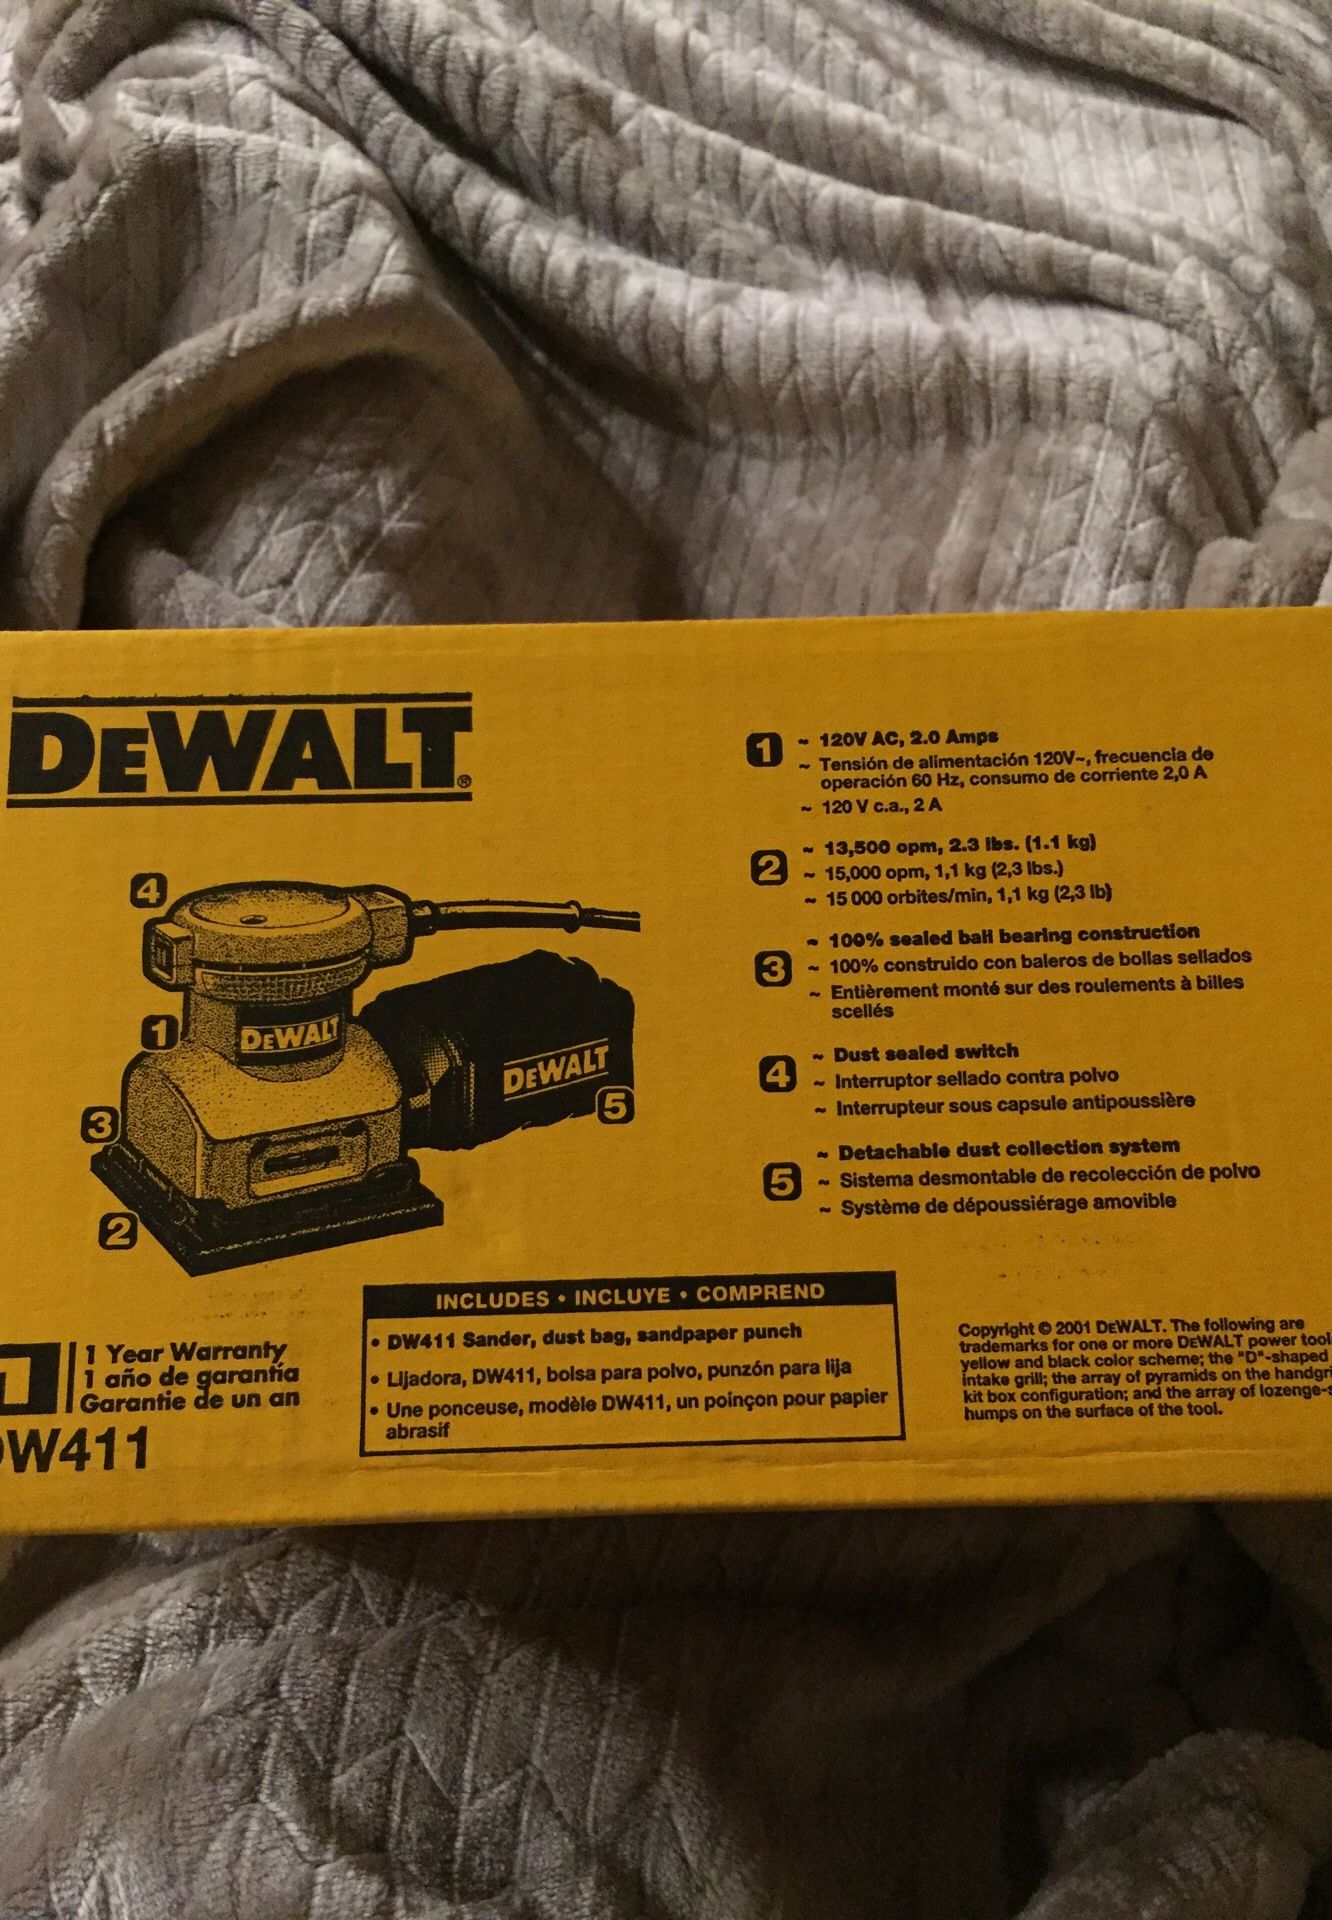 DEWALT®
1 ~ 120V AC, 2.0 Amps
~ Tensión de alimentación 120V~, frecuencia de
operación 60 Hz, consumo de corriente 2,0 A
~ 120 V c.a., 2 A
2 ~ 13,500 opm, 2.3 lbs. (1.1 kg)
~ 15,000 opm, 1,1 kg (2,3 lbs.)
~ 15 000 orbites/min, 1,1 kg (2,3 lb)
3 ~ 100% sealed ball bearing construction
~ 100% construido con baleros de bollas sellados
~ Entièrement monté sur des roulements à billes
scellés
4 ~ Dust sealed switch
~ Interruptor sellado contra polvo
~ Interrupteur sous capsule antipoussière
5 ~ Detachable dust collection system
~ Sistema desmontable de recolección de polvo
~ Système de dépoussiérage amovible
4
1
DEWALT
DEWALT
5
3
2
INCLUDES • INCLUYE • COMPREND
• DW411 Sander, dust bag, sandpaper punch
• Lijadora, DW411, bolsa para polvo, punzón para lija
• Une ponceuse, modèle DW411, un poinçon pour papier
abrasif
1
1 Year Warranty
1 año de garantía
Garantie de un an
DW411
Copyright © 2001 DEWALT. The following are
trademarks for one or more DEWALT power tool
yellow and black color scheme; the "D"-shaped
intake grill; the array of pyramids on the handgri
kit box configuration; and the array of lozenge-s
humps on the surface of the tool.